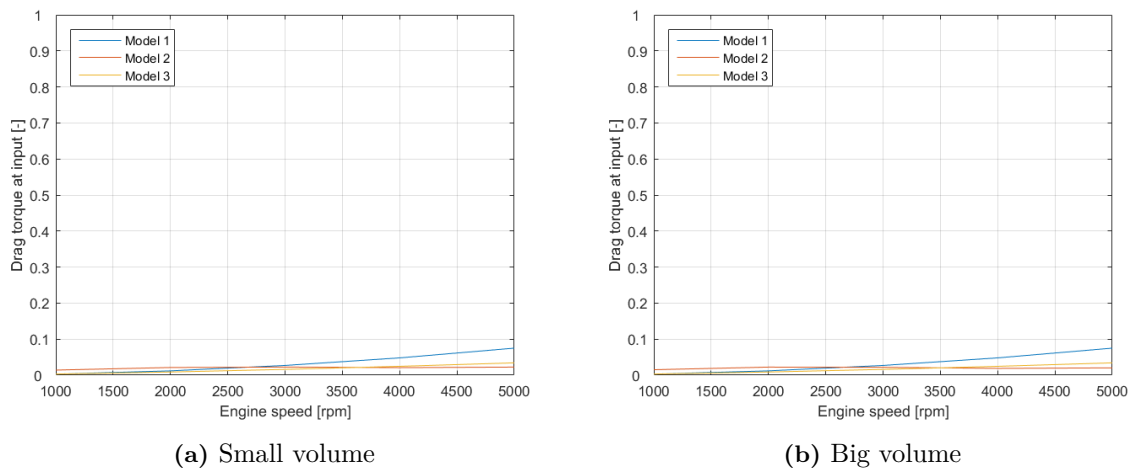 1
0.9
0.8
0.7
0.6
0.5
0.4
0.3
0.2
0.1
0
Drag torque at input [-]
Model 1
Model 2
Model 3
1000 1500 2000 2500 3000 3500 4000 4500 5000
Engine speed [rpm]
(a) Small volume
1
0.9
0.8
0.7
0.6
0.5
0.4
0.3
0.2
0.1
0
Drag torque at input [-]
Model 1
Model 2
Model 3
1000 1500 2000 2500 3000 3500 4000 4500 5000
Engine speed [rpm]
(b) Big volume